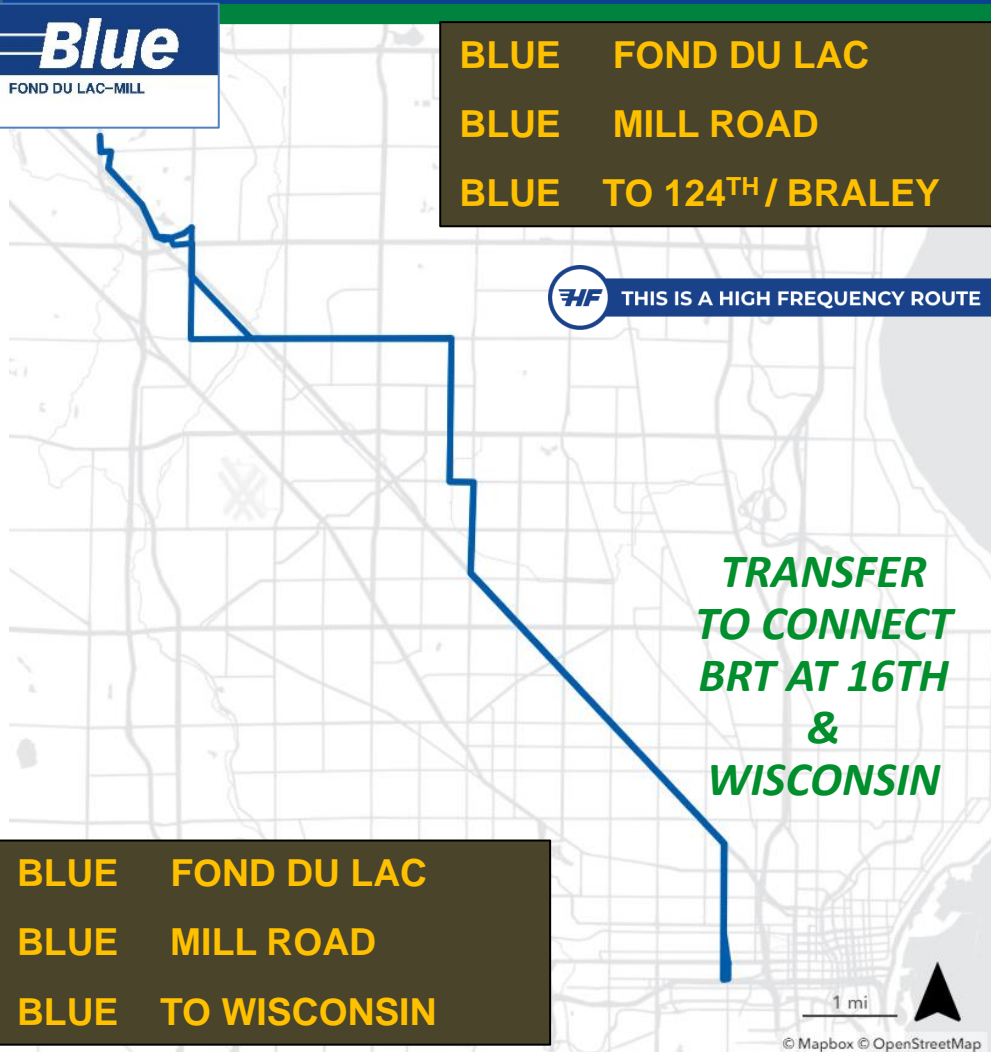 Blue
FOND DU LAC-MILL
BLUE FOND DU LAC
BLUE MILL ROAD
BLUE TO 124TH / BRALEY
HF THIS IS A HIGH FREQUENCY ROUTE
TRANSFER
TO CONNECT
BRT AT 16TH
&
WISCONSIN
BLUE FOND DU LAC
BLUE MILL ROAD
BLUE TO WISCONSIN
1 mi
© Mapbox © OpenStreetMap